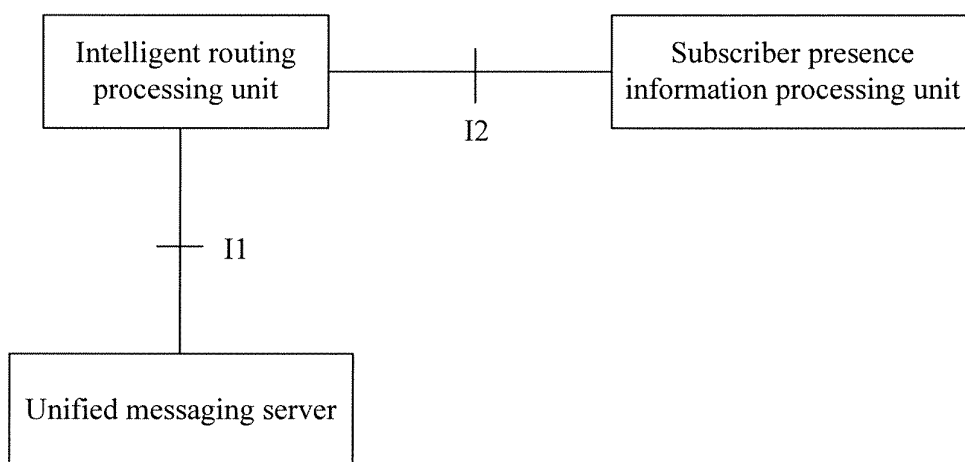 Intelligent routing
processing unit
Subscriber presence
information processing unit
I2
I1
Unified messaging server